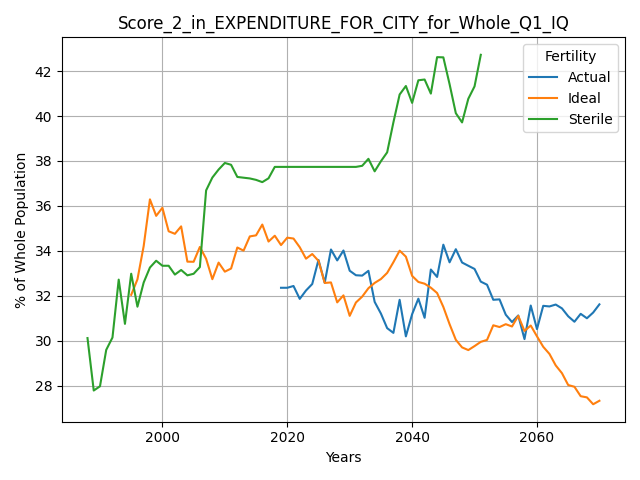 Score_2_in_EXPENDITURE_FOR_CITY_for_Whole_Q1_IQ
Fertility
Actual
Ideal
Sterile
% of Whole Population
42
40
38
36
34
32
30
28
2000
2020
2040
2060
Years